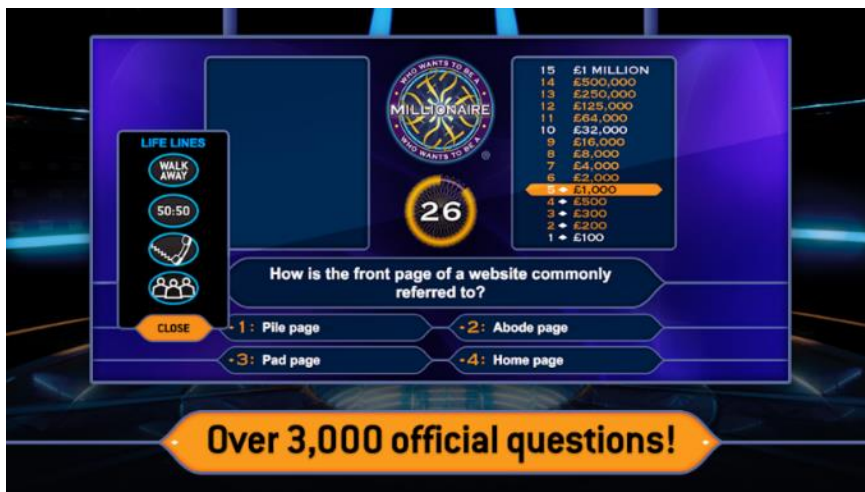 WHO WANTS TO BE A
MILLIONAIRE
WHO WANTS TO BE A
®
15 £1 MILLION
14 £500,000
13 £250,000
12 £125,000
11 £64,000
10 £32,000
9 £16,000
8 £8,000
7 £4,000
6 £2,000
5 ◆ £1,000
4 ◆ £500
3 ◆ £300
2 ◆ £200
1 ◆ £100
LIFE LINES
WALK
AWAY
50:50
CLOSE
26
How is the front page of a website commonly
referred to?
1: Pile page
2: Abode page
3: Pad page
4: Home page
Over 3,000 official questions!